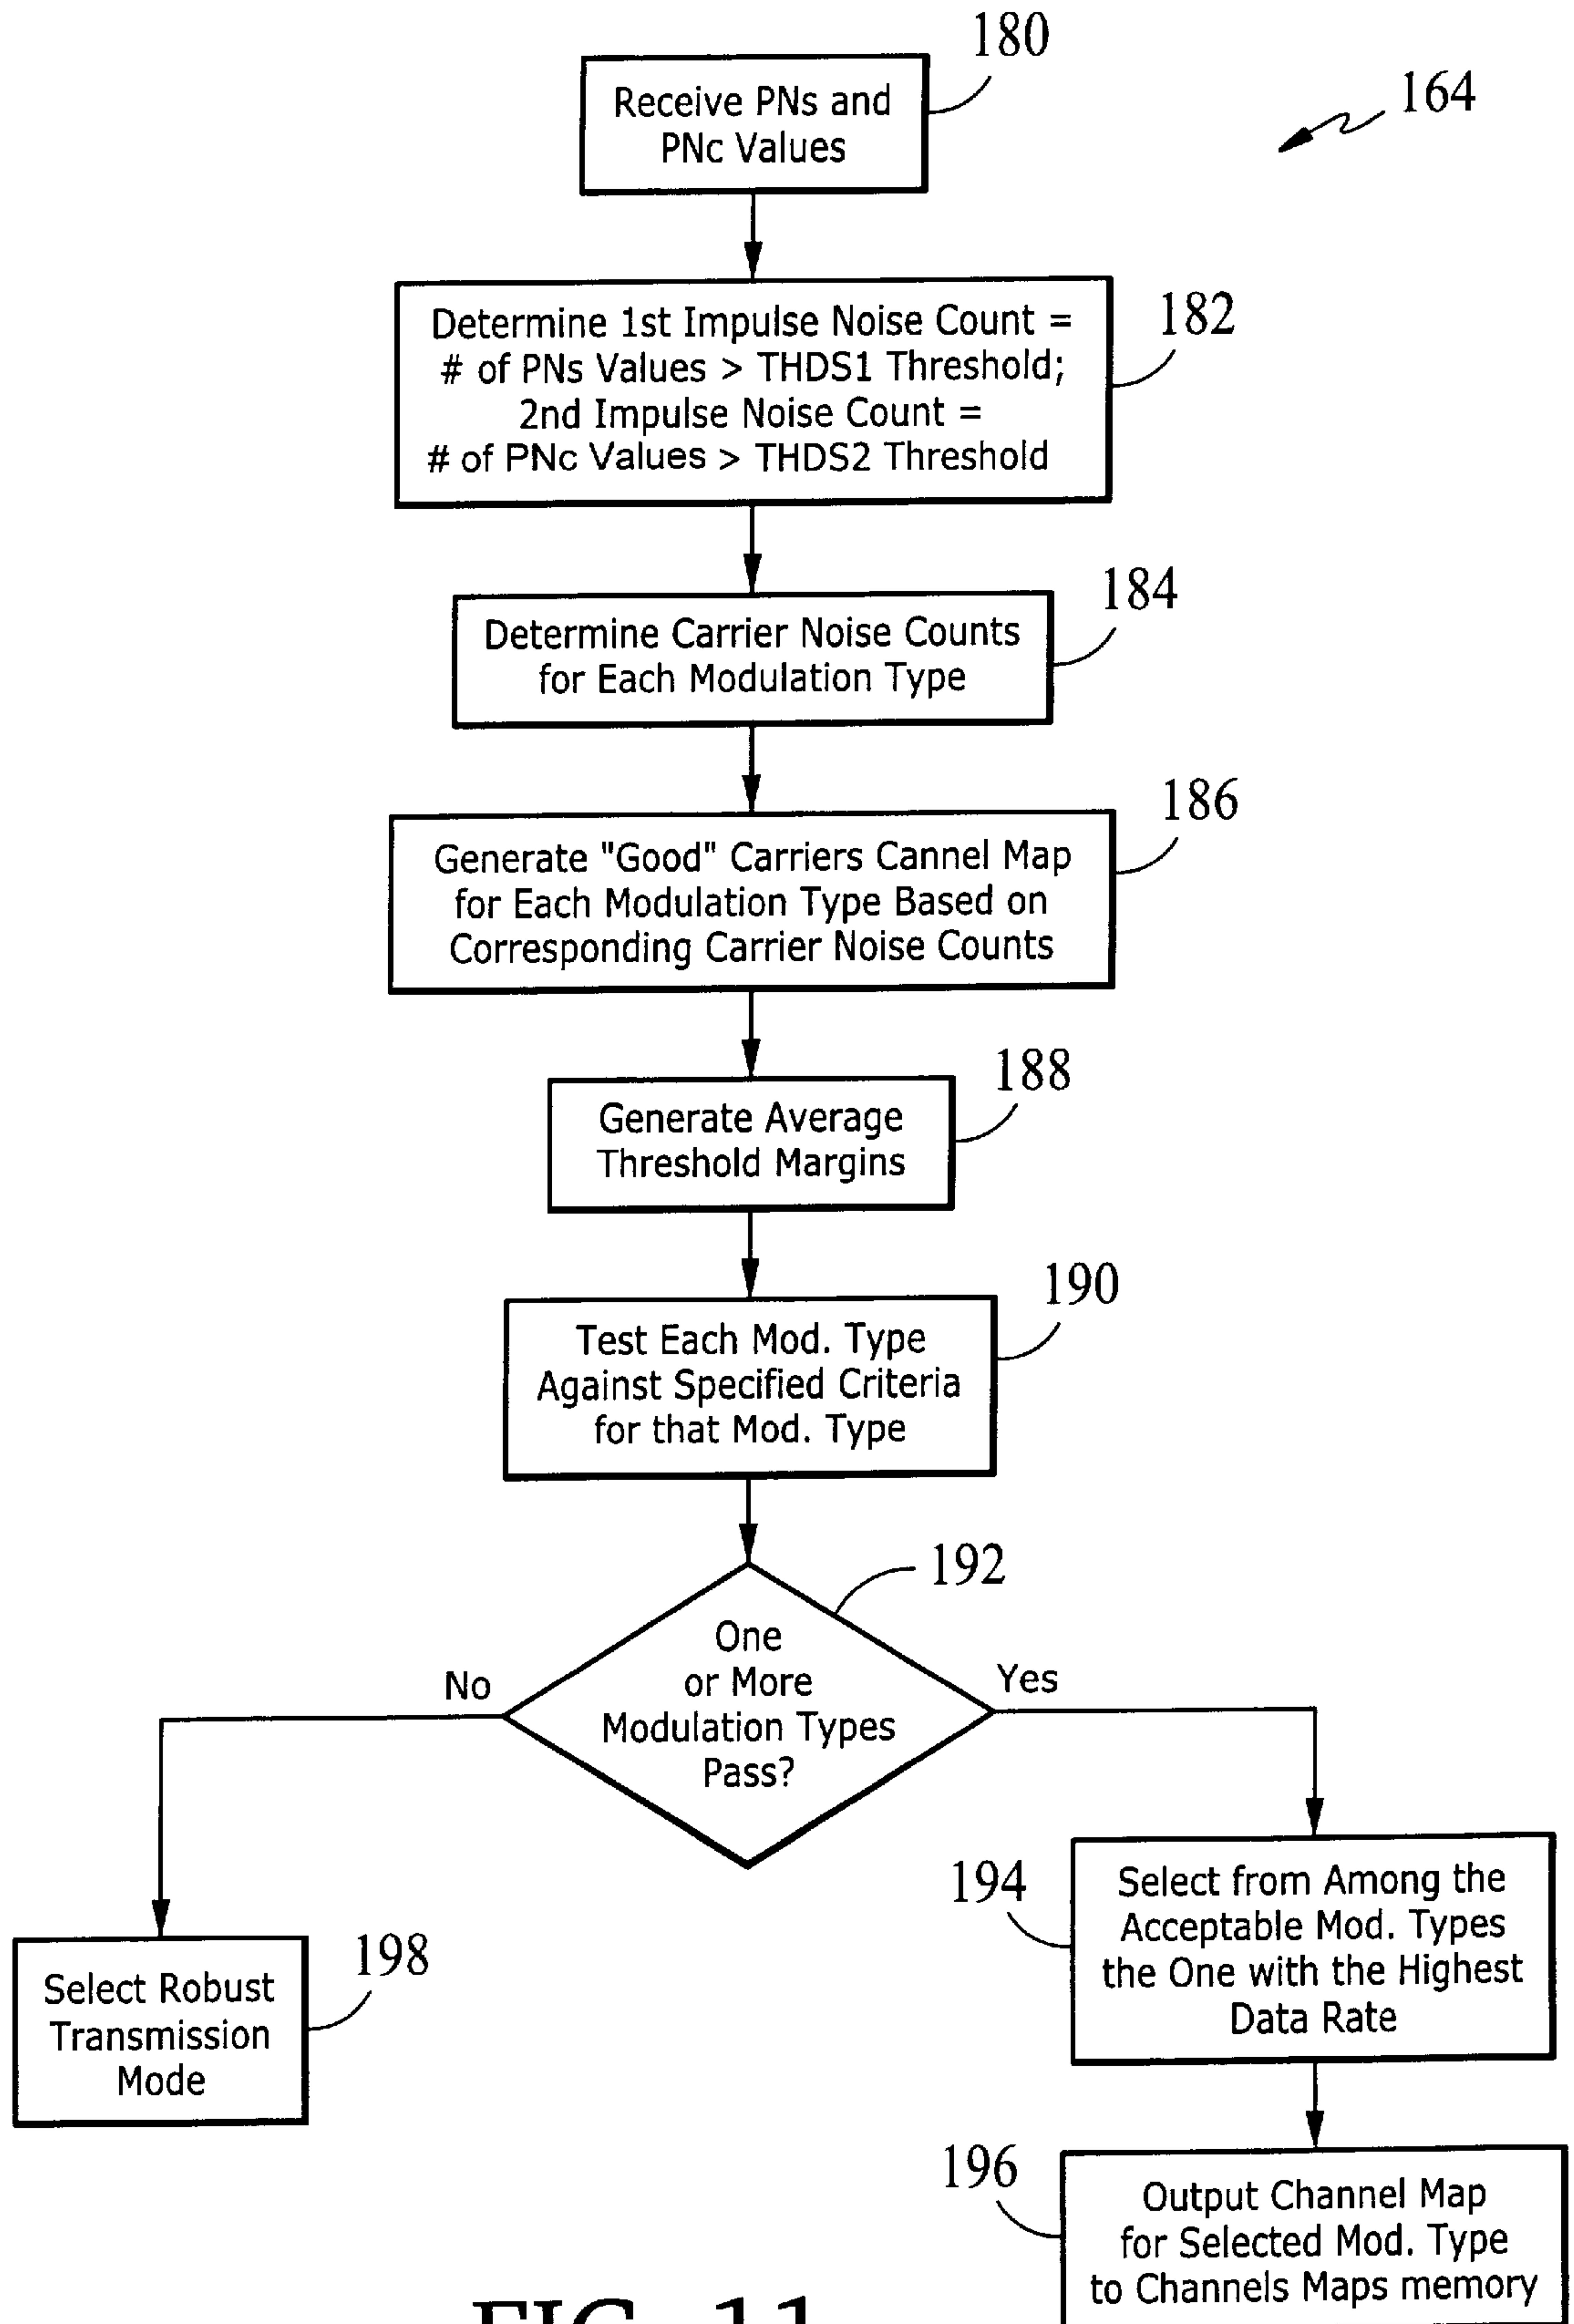 180
Receive PNs and
PNc Values
164
Determine 1st Impulse Noise Count =
# of PNs Values > THDS1 Threshold;
2nd Impulse Noise Count =
# of PNc Values > THDS2 Threshold
182
Determine Carrier Noise Counts
for Each Modulation Type
184
Generate "Good" Carriers Cannel Map
for Each Modulation Type Based on
Corresponding Carrier Noise Counts
186
Generate Average
Threshold Margins
188
Test Each Mod. Type
Against Specified Criteria
for that Mod. Type
190
One
or More
Modulation Types
Pass?
192
No
Yes
Select Robust
Transmission
Mode
198
194
Select from Among the
Acceptable Mod. Types
the One with the Highest
Data Rate
196
Output Channel Map
for Selected Mod. Type
to Channels Maps memory
FIG. 11